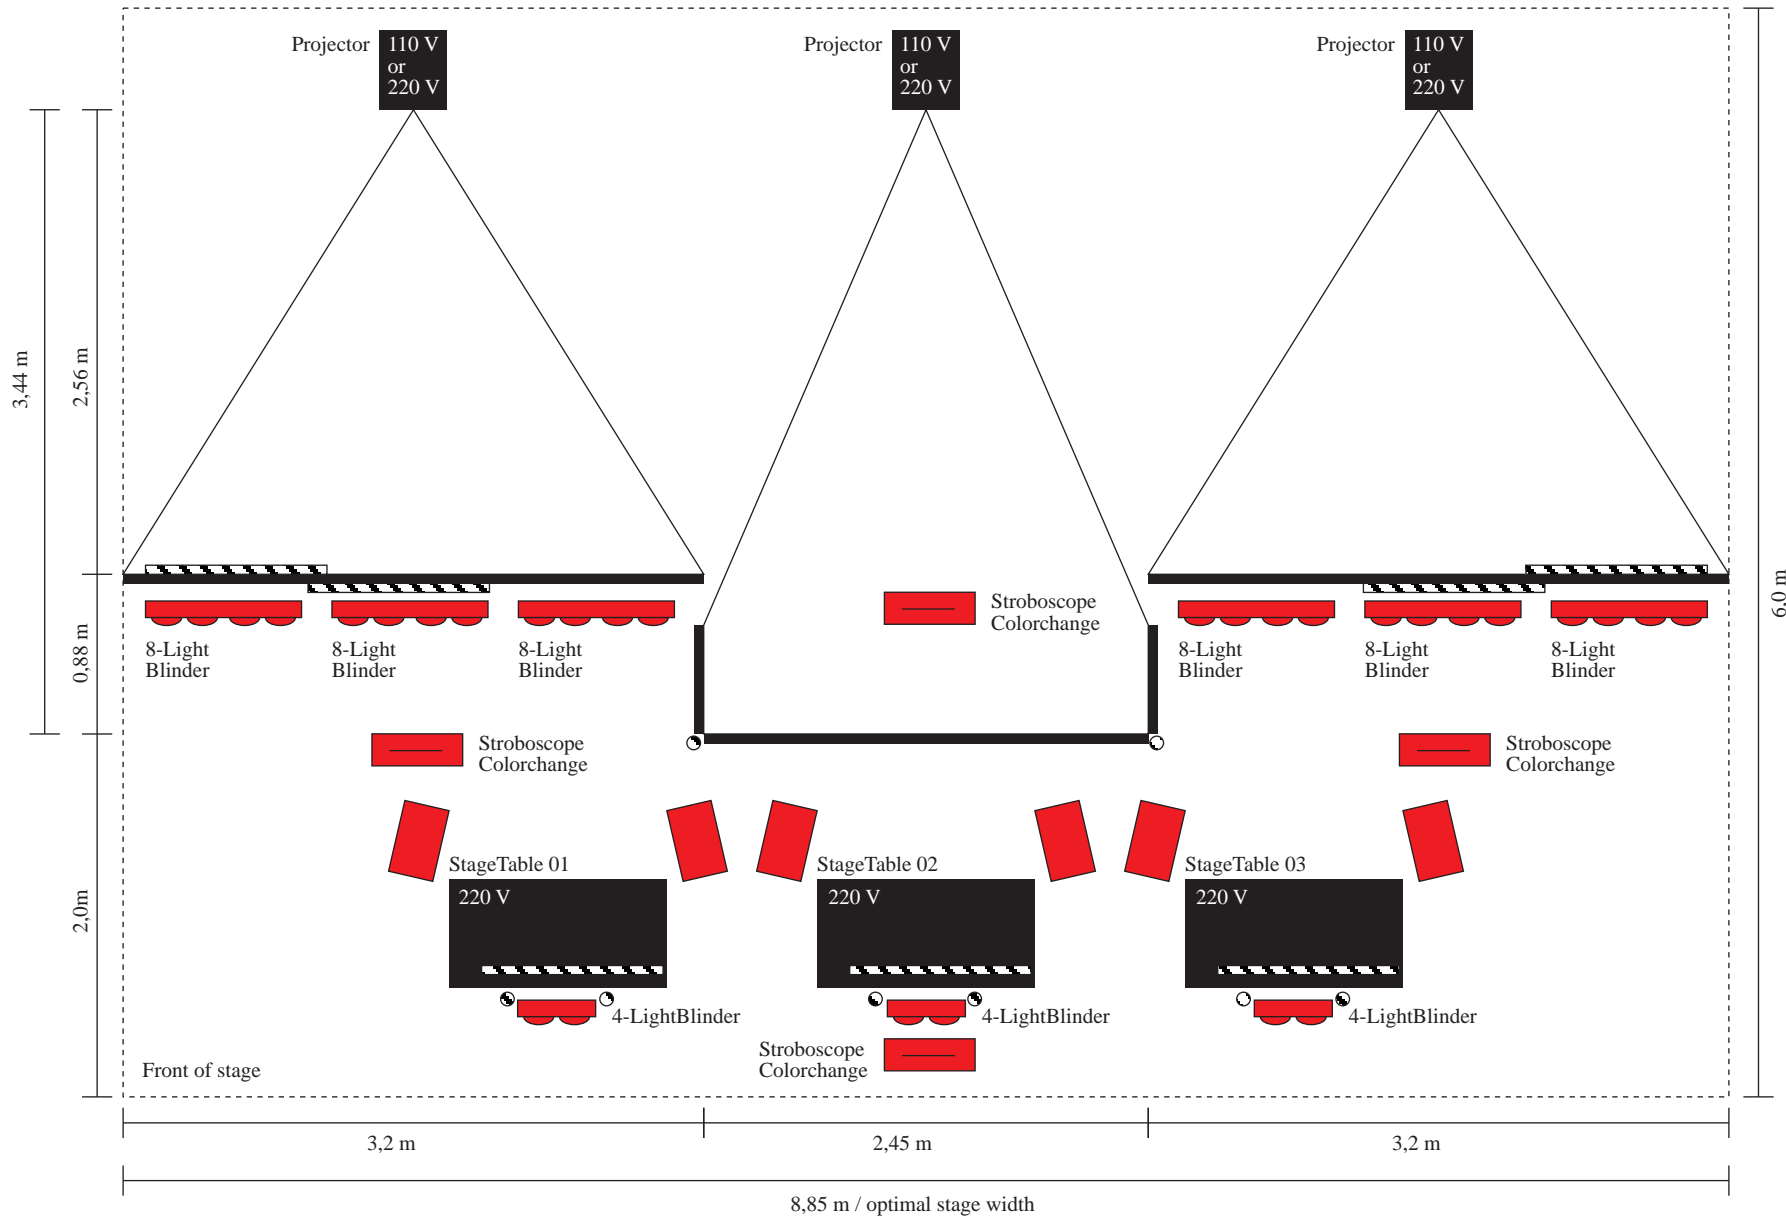 Projector
110 V
or
220 V
Projector
110 V
or
220 V
Projector
110 V
or
220 V
3,44 m
2,56 m
6,0 m
0,88 m
2,0m
8-Light
Blinder
8-Light
Blinder
8-Light
Blinder
Stroboscope
Colorchange
8-Light
Blinder
8-Light
Blinder
8-Light
Blinder
Stroboscope
Colorchange
Stroboscope
Colorchange
StageTable 01
220 V
StageTable 02
220 V
StageTable 03
220 V
4-LightBlinder
4-LightBlinder
4-LightBlinder
Stroboscope
Colorchange
Front of stage
3,2 m
2,45 m
3,2 m
8,85 m / optimal stage width